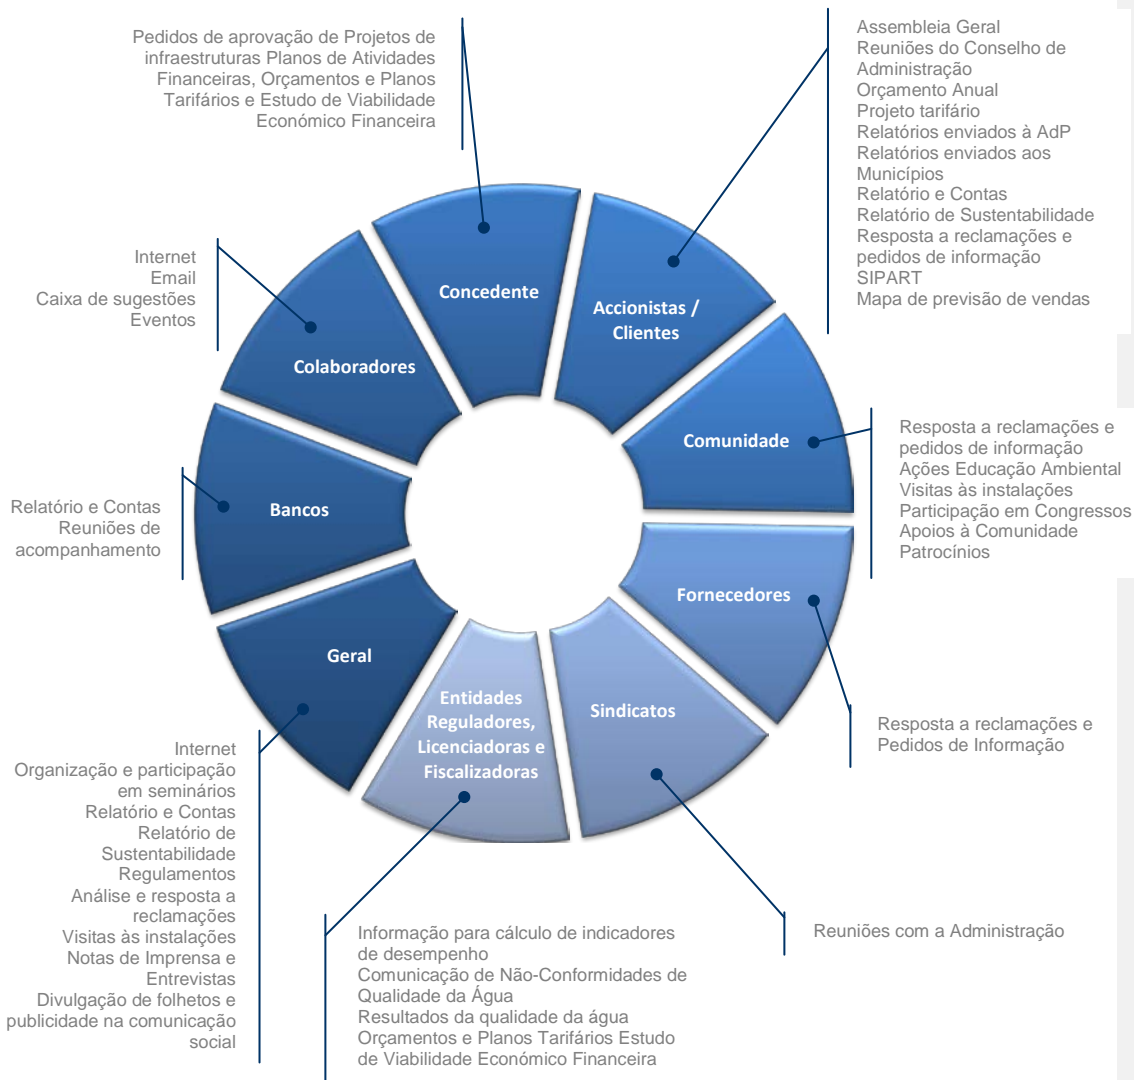 Pedidos de aprovação de Projetos de
infraestruturas Planos de Atividades
Financeiras, Orçamentos e Planos
Tarifários e Estudo de Viabilidade
Económico Financeira
Assembleia Geral
Reuniões do Conselho de
Administração
Orçamento Anual
Projeto tarifário
Relatórios enviados à AdP
Relatórios enviados aos
Municípios
Relatório e Contas
Relatório de Sustentabilidade
Resposta a reclamações e
pedidos de informação
SIPART
Mapa de previsão de vendas
Internet
Email
Caixa de sugestões
Eventos
Concedente
Accionistas /
Clientes
Colaboradores
Comunidade
Resposta a reclamações e
pedidos de informação
Ações Educação Ambiental
Visitas às instalações
Participação em Congressos
Apoios à Comunidade
Patrocínios
Relatório e Contas
Reuniões de
acompanhamento
Bancos
Fornecedores
Geral
Entidades
Reguladores,
Licenciadoras e
Fiscalizadoras
Sindicatos
Resposta a reclamações e
Pedidos de Informação
Internet
Organização e participação
em seminários
Relatório e Contas
Relatório de
Sustentabilidade
Regulamentos
Análise e resposta a
reclamações
Visitas às instalações
Notas de Imprensa e
Entrevistas
Divulgação de folhetos e
publicidade na comunicação
social
Informação para cálculo de indicadores
de desempenho
Comunicação de Não-Conformidades de
Qualidade da Água
Resultados da qualidade da água
Orçamentos e Planos Tarifários Estudo
de Viabilidade Económico Financeira
Reuniões com a Administração